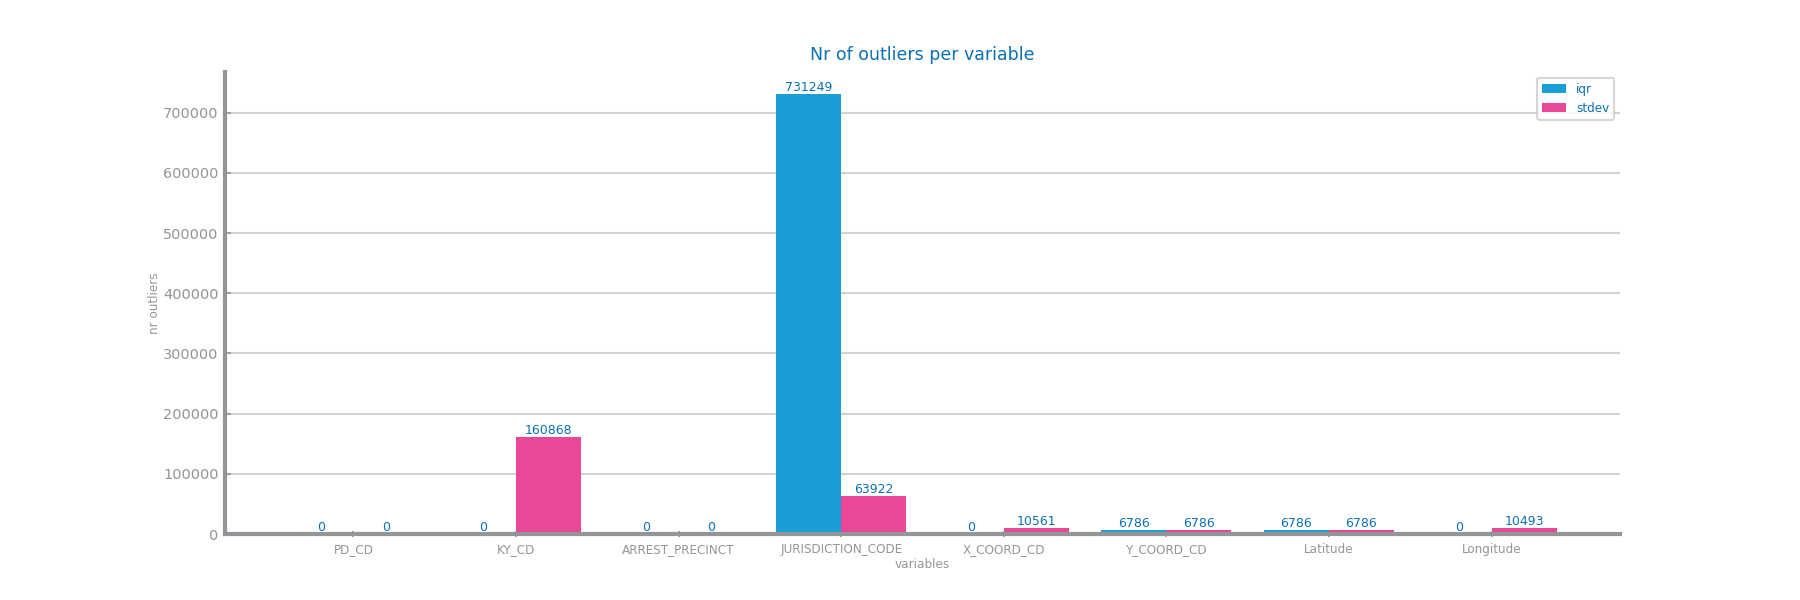 Nr of outliers per variable
iqr
stdev
nr outliers
700000
600000
500000
400000
300000
200000
100000
0
0 0 0 160868 0 0 731249 63922 0 10561 6786 6786 6786 6786 0 10493
PD_CD KY_CD ARREST_PRECINCT JURISDICTION_CODE X_COORD_CD Y_COORD_CD Latitude Longitude
variables